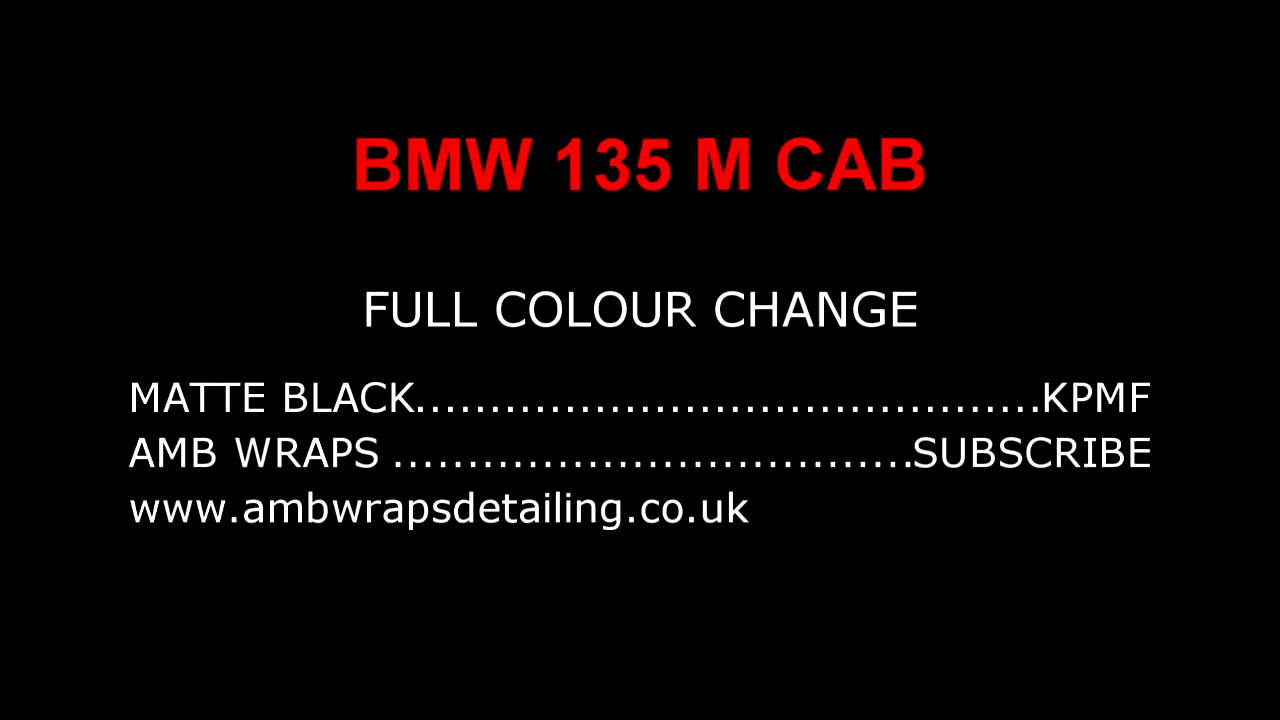 BMW 135 M CAB
FULL COLOUR CHANGE
MATTE BLACK..........................................KPMF
AMB WRAPS ...................................SUBSCRIBE
www.ambwrapsdetailing.co.uk